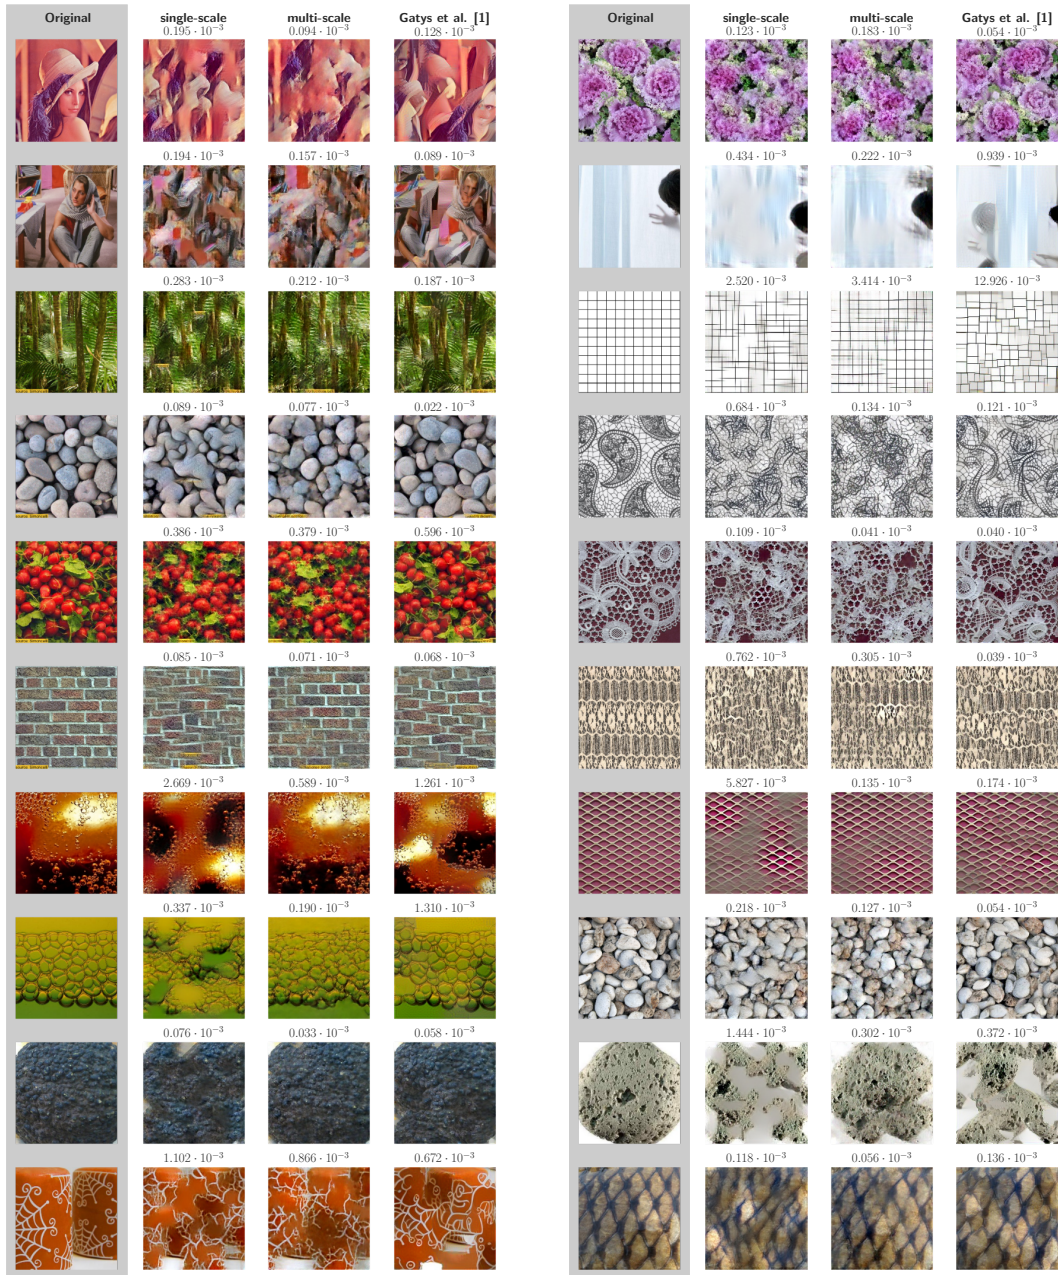 Original single-scale multi-scale Gatys et al. [1] Original single-scale multi-scale Gatys et al. [1]
0.195 · 10⁻³ 0.094 · 10⁻³ 0.128 · 10⁻³ 0.123 · 10⁻³ 0.183 · 10⁻³ 0.054 · 10⁻³
0.194 · 10⁻³ 0.157 · 10⁻³ 0.089 · 10⁻³ 0.434 · 10⁻³ 0.222 · 10⁻³ 0.939 · 10⁻³
0.283 · 10⁻³ 0.212 · 10⁻³ 0.187 · 10⁻³ 2.520 · 10⁻³ 3.414 · 10⁻³ 12.926 · 10⁻³
0.089 · 10⁻³ 0.077 · 10⁻³ 0.022 · 10⁻³ 0.684 · 10⁻³ 0.134 · 10⁻³ 0.121 · 10⁻³
0.386 · 10⁻³ 0.379 · 10⁻³ 0.596 · 10⁻³ 0.109 · 10⁻³ 0.041 · 10⁻³ 0.040 · 10⁻³
0.085 · 10⁻³ 0.071 · 10⁻³ 0.068 · 10⁻³ 0.762 · 10⁻³ 0.305 · 10⁻³ 0.039 · 10⁻³
2.669 · 10⁻³ 0.589 · 10⁻³ 1.261 · 10⁻³ 5.827 · 10⁻³ 0.135 · 10⁻³ 0.174 · 10⁻³
0.337 · 10⁻³ 0.190 · 10⁻³ 1.310 · 10⁻³ 0.218 · 10⁻³ 0.127 · 10⁻³ 0.054 · 10⁻³
0.076 · 10⁻³ 0.033 · 10⁻³ 0.058 · 10⁻³ 1.444 · 10⁻³ 0.302 · 10⁻³ 0.372 · 10⁻³
1.102 · 10⁻³ 0.866 · 10⁻³ 0.672 · 10⁻³ 0.118 · 10⁻³ 0.056 · 10⁻³ 0.136 · 10⁻³